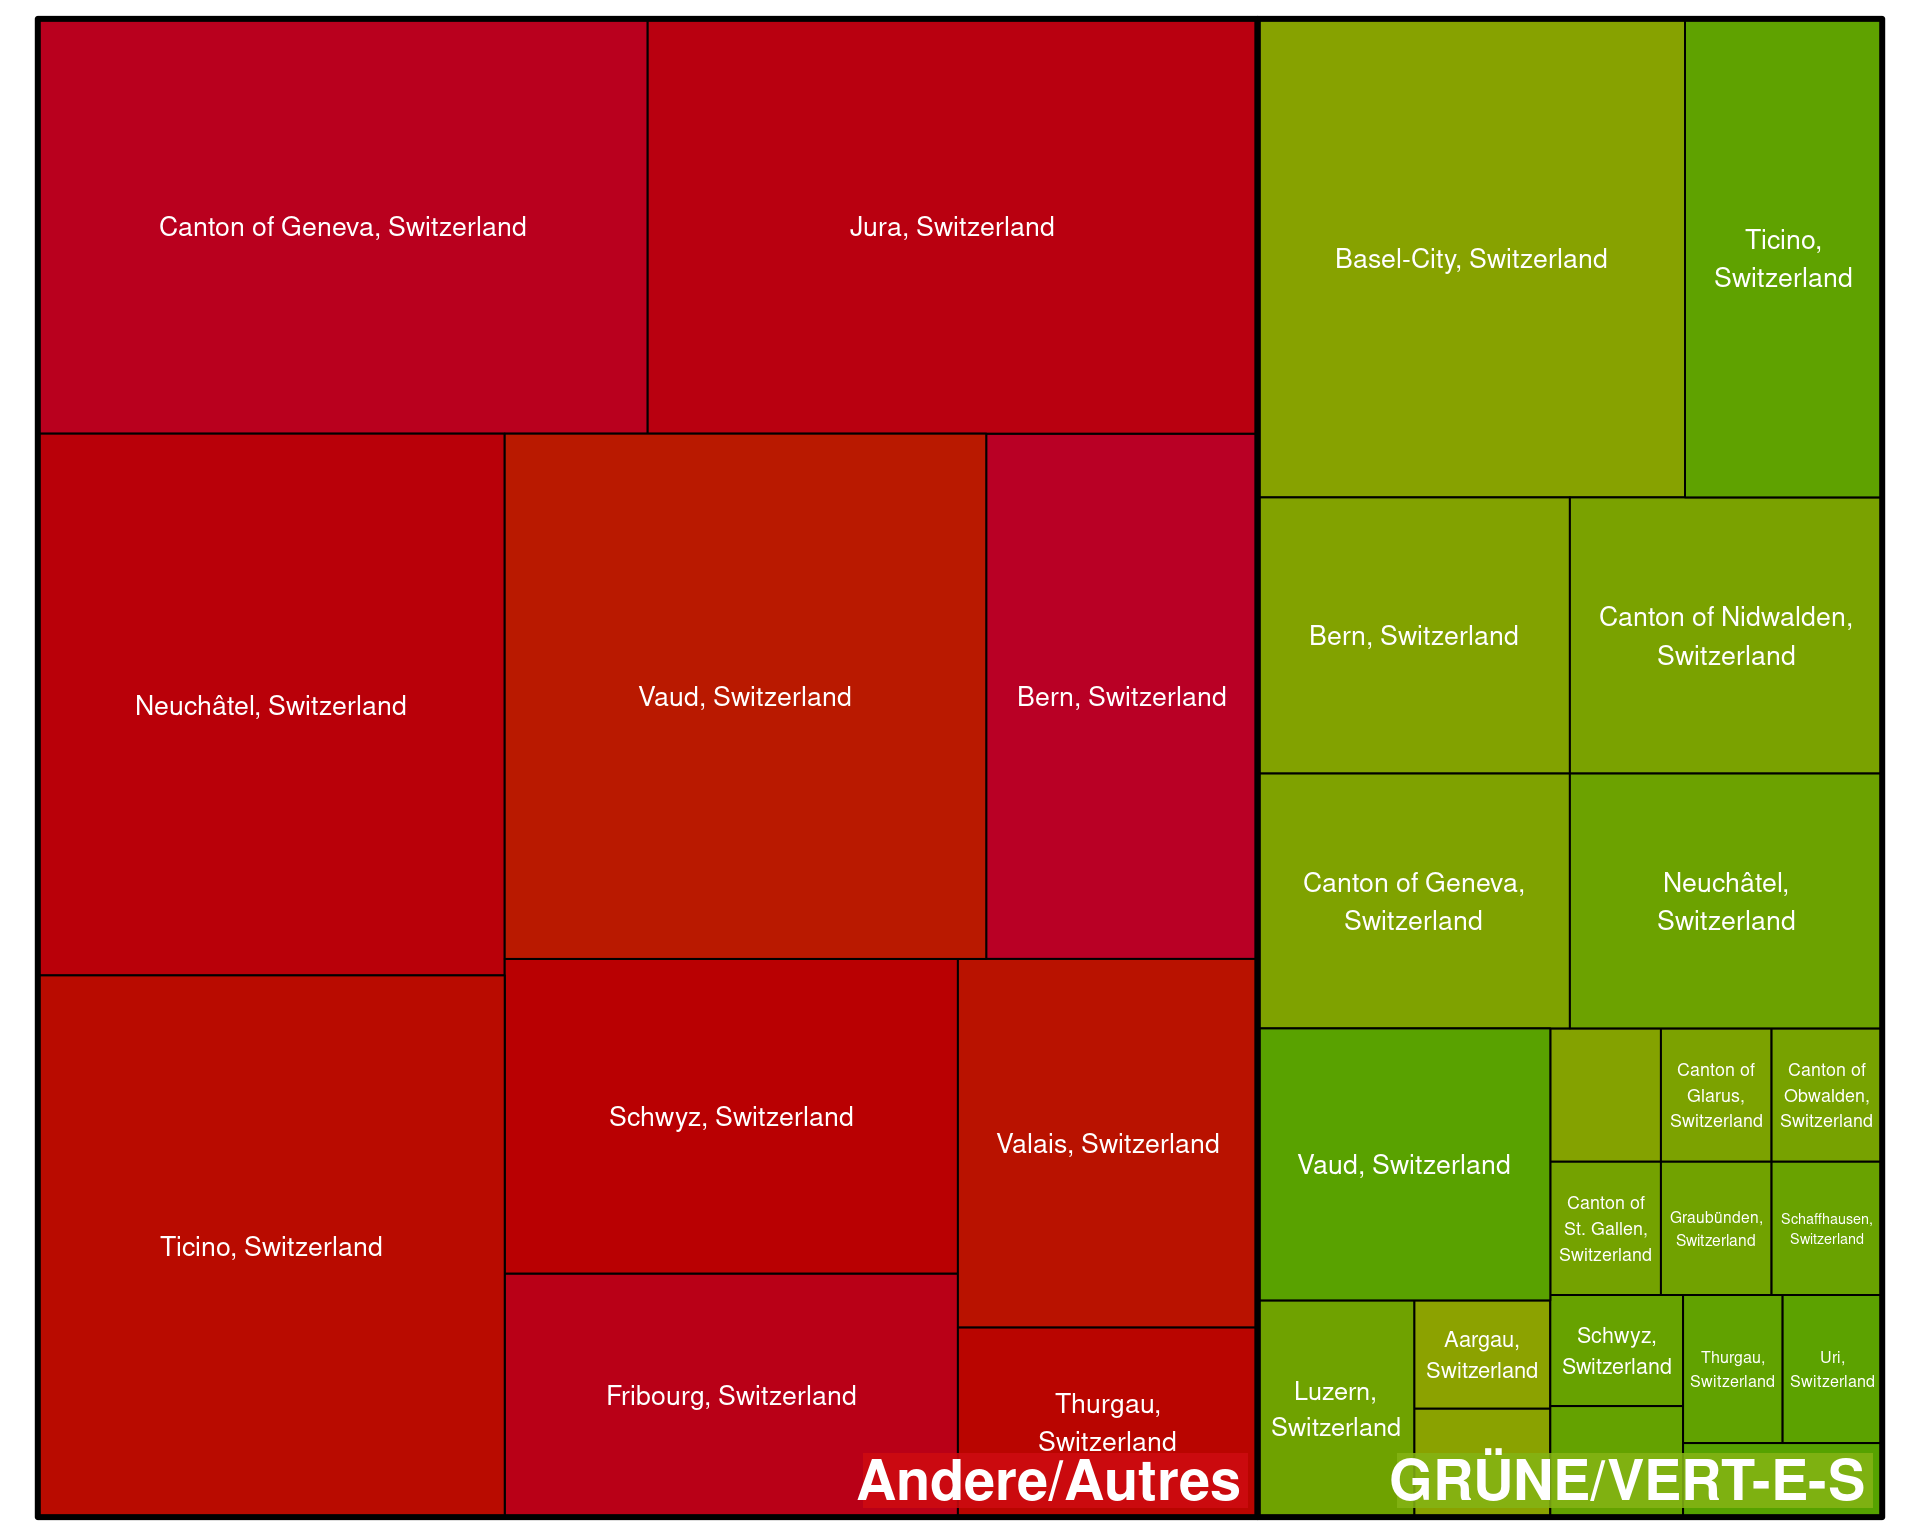 Canton of Geneva, Switzerland
Jura, Switzerland
Neuchâtel, Switzerland
Vaud, Switzerland
Bern, Switzerland
Ticino, Switzerland
Schwyz, Switzerland
Valais, Switzerland
Fribourg, Switzerland
Thurgau,
Switzerland
Andere/Autres
Basel-City, Switzerland
Ticino,
Switzerland
Bern, Switzerland
Canton of Nidwalden,
Switzerland
Canton of Geneva,
Switzerland
Neuchâtel,
Switzerland
Vaud, Switzerland
Canton of
Glarus,
Switzerland
Canton of
Obwalden,
Switzerland
Canton of
St. Gallen,
Switzerland
Graubünden,
Switzerland
Schaffhausen,
Switzerland
Luzern,
Switzerland
Aargau,
Switzerland
Schwyz,
Switzerland
Thurgau,
Switzerland
Uri,
Switzerland
GRÜNE/VERT-E-S